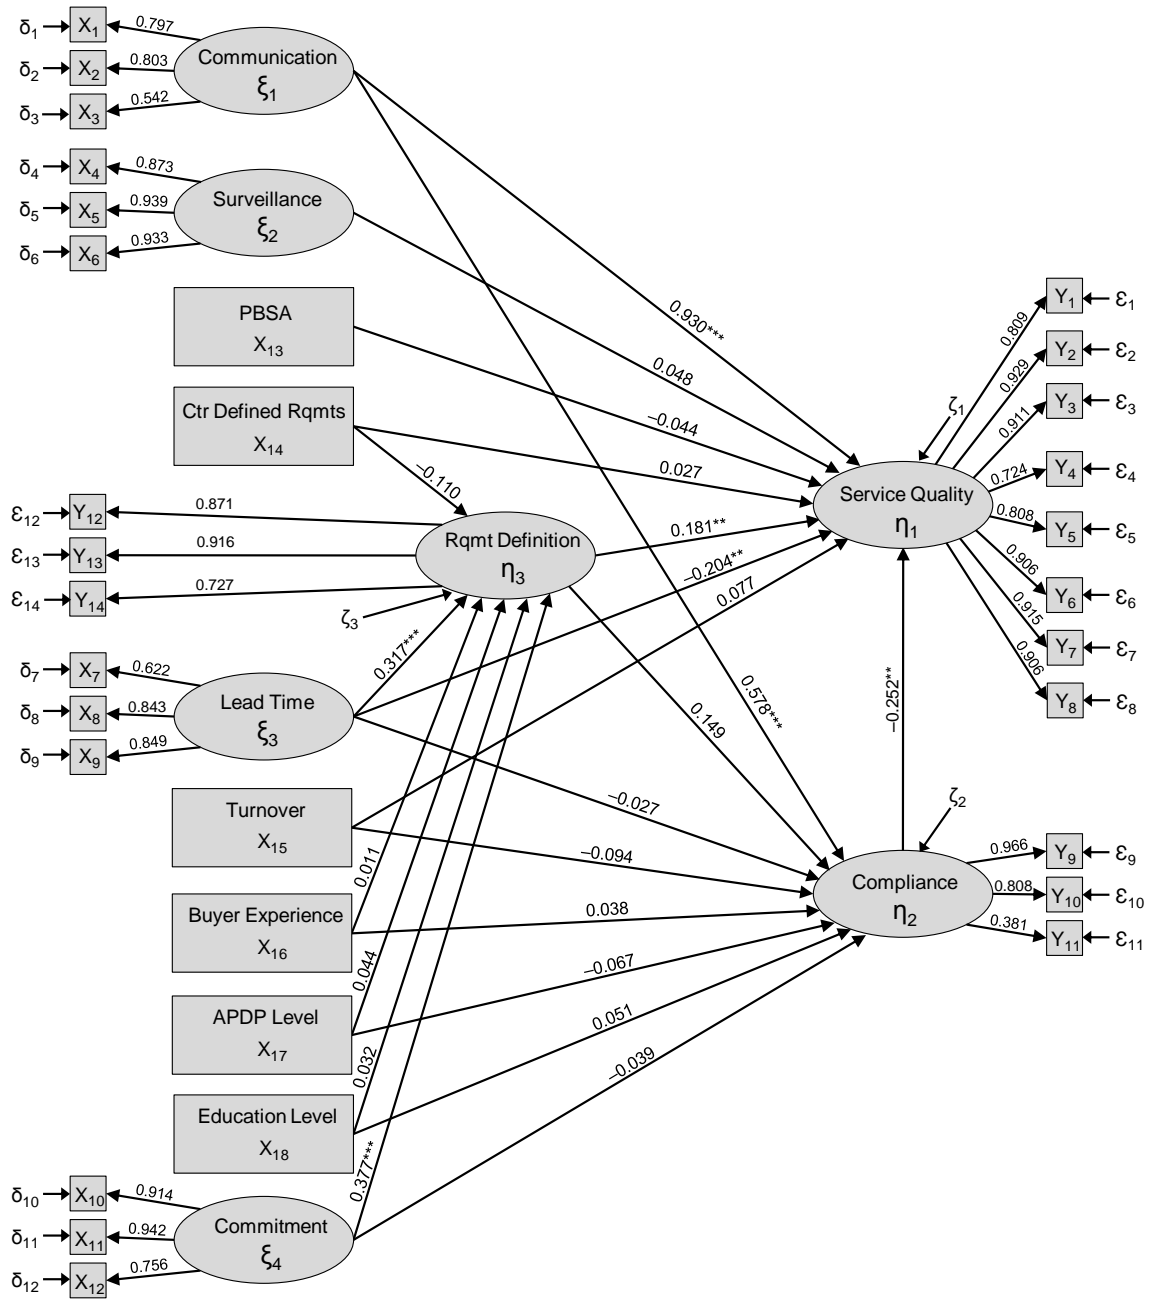 δ1
X1
0.797
δ2
X2
0.803
δ3
X3
0.542
Communication
ξ1
δ4
X4
0.873
δ5
X5
0.939
δ6
X6
0.933
Surveillance
ξ2
PBSA
X13
Ctr Defined Rqmts
X14
0.930***
0.048
–0.044
0.027
–0.110
ε12
Y12
0.871
ε13
Y13
0.916
ε14
Y14
0.727
Rqmt Definition
η3
ζ3
0.181**
–0.204**
0.077
0.317***
ζ1
Service Quality
η1
0.809
Y1
ε1
0.929
Y2
ε2
0.911
Y3
ε3
0.724
Y4
ε4
0.808
Y5
ε5
0.906
Y6
ε6
0.915
Y7
ε7
0.906
Y8
ε8
δ7
X7
0.622
δ8
X8
0.843
δ9
X9
0.849
Lead Time
ξ3
0.578***
0.149
–0.252**
–0.027
Turnover
X15
–0.094
0.011
Buyer Experience
X16
0.038
0.044
APDP Level
X17
–0.067
0.032
Education Level
X18
0.051
0.377***
–0.039
ζ2
Compliance
η2
0.966
Y9
ε9
0.808
Y10
ε10
0.381
Y11
ε11
δ10
X10
0.914
δ11
X11
0.942
δ12
X12
0.756
Commitment
ξ4